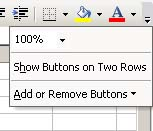 A
100%
Show Buttons on Two Rows
Add or Remove Buttons